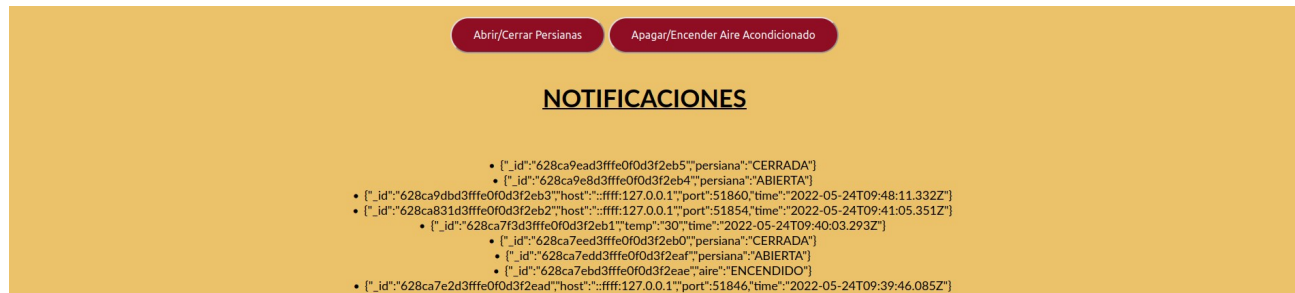 Abrir/Cerrar Persianas Apagar/Encender Aire Acondicionado
NOTIFICACIONES
• {"_id":"628ca9ead3fffe0f0d3f2eb5","persiana":"CERRADA"}
• {"_id":"628ca9e8d3fffe0f0d3f2eb4","persiana":"ABIERTA"}
• {"_id":"628ca9dbd3fffe0f0d3f2eb3","host":"::ffff:127.0.0.1","port":51860,"time":"2022-05-24T09:48:11.332Z"}
• {"_id":"628ca831d3fffe0f0d3f2eb2","host":"::ffff:127.0.0.1","port":51854,"time":"2022-05-24T09:41:05.351Z"}
• {"_id":"628ca7f3d3fffe0f0d3f2eb1","temp":"30","time":"2022-05-24T09:40:03.293Z"}
• {"_id":"628ca7eed3fffe0f0d3f2eb0","persiana":"CERRADA"}
• {"_id":"628ca7edd3fffe0f0d3f2eaf","persiana":"ABIERTA"}
• {"_id":"628ca7ebd3fffe0f0d3f2eae","aire":"ENCENDIDO"}
• {"_id":"628ca7e2d3fffe0f0d3f2ead","host":"::ffff:127.0.0.1","port":51846,"time":"2022-05-24T09:39:46.085Z"}